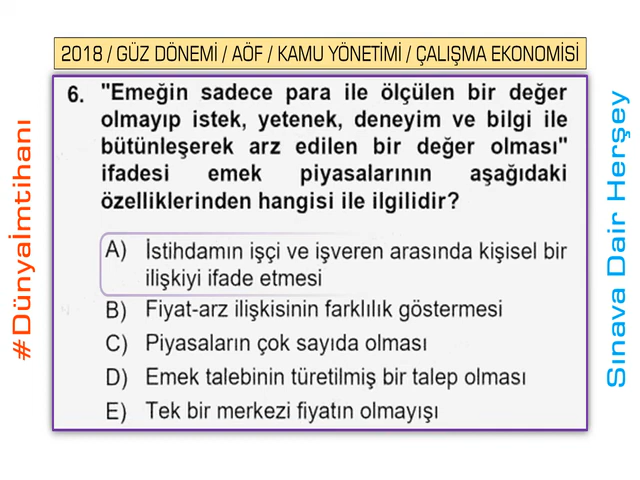 2018 / GÜZ DÖNEMİ / AÖF / KAMU YÖNETİMİ / ÇALIŞMA EKONOMİSİ
#Dünyaİmtihanı
6. "Emeğin sadece para ile ölçülen bir değer
olmayıp istek, yetenek, deneyim ve bilgi ile
bütünleşerek arz edilen bir değer olması"
ifadesi emek piyasalarının aşağıdaki
özelliklerinden hangisi ile ilgilidir?
A) İstihdamın işçi ve işveren arasında kişisel bir
ilişkiyi ifade etmesi
B) Fiyat-arz ilişkisinin farklılık göstermesi
C) Piyasaların çok sayıda olması
D) Emek talebinin türetilmiş bir talep olması
E) Tek bir merkezi fiyatın olmayışı
Sınava Dair Herşey